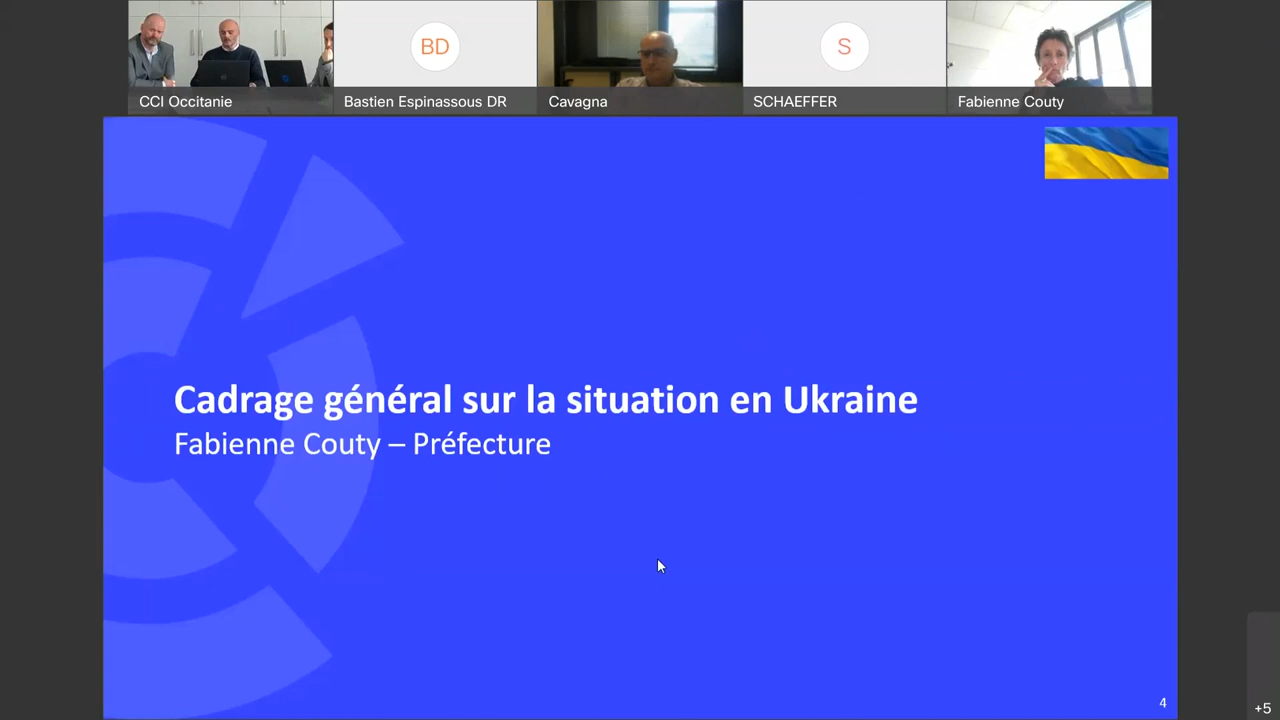 CCI Occitanie
BD
Bastien Espinassous DR
Cavagna
S
SCHAEFFER
Fabienne Couty
Cadrage général sur la situation en Ukraine
Fabienne Couty – Préfecture
4
+5